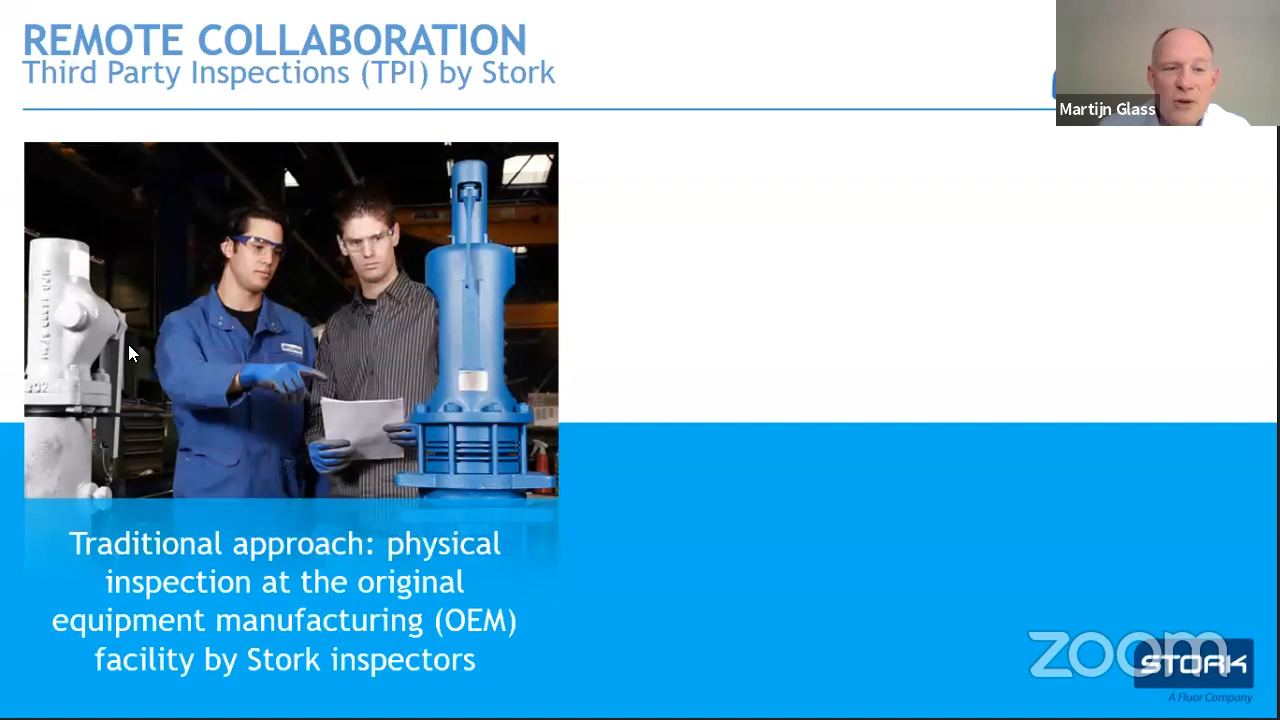 REMOTE COLLABORATION
Third Party Inspections (TPI) by Stork
Martijn Glass
Traditional approach: physical
inspection at the original
equipment manufacturing (OEM)
facility by Stork inspectors
zoom
STORK
A Fluor Company